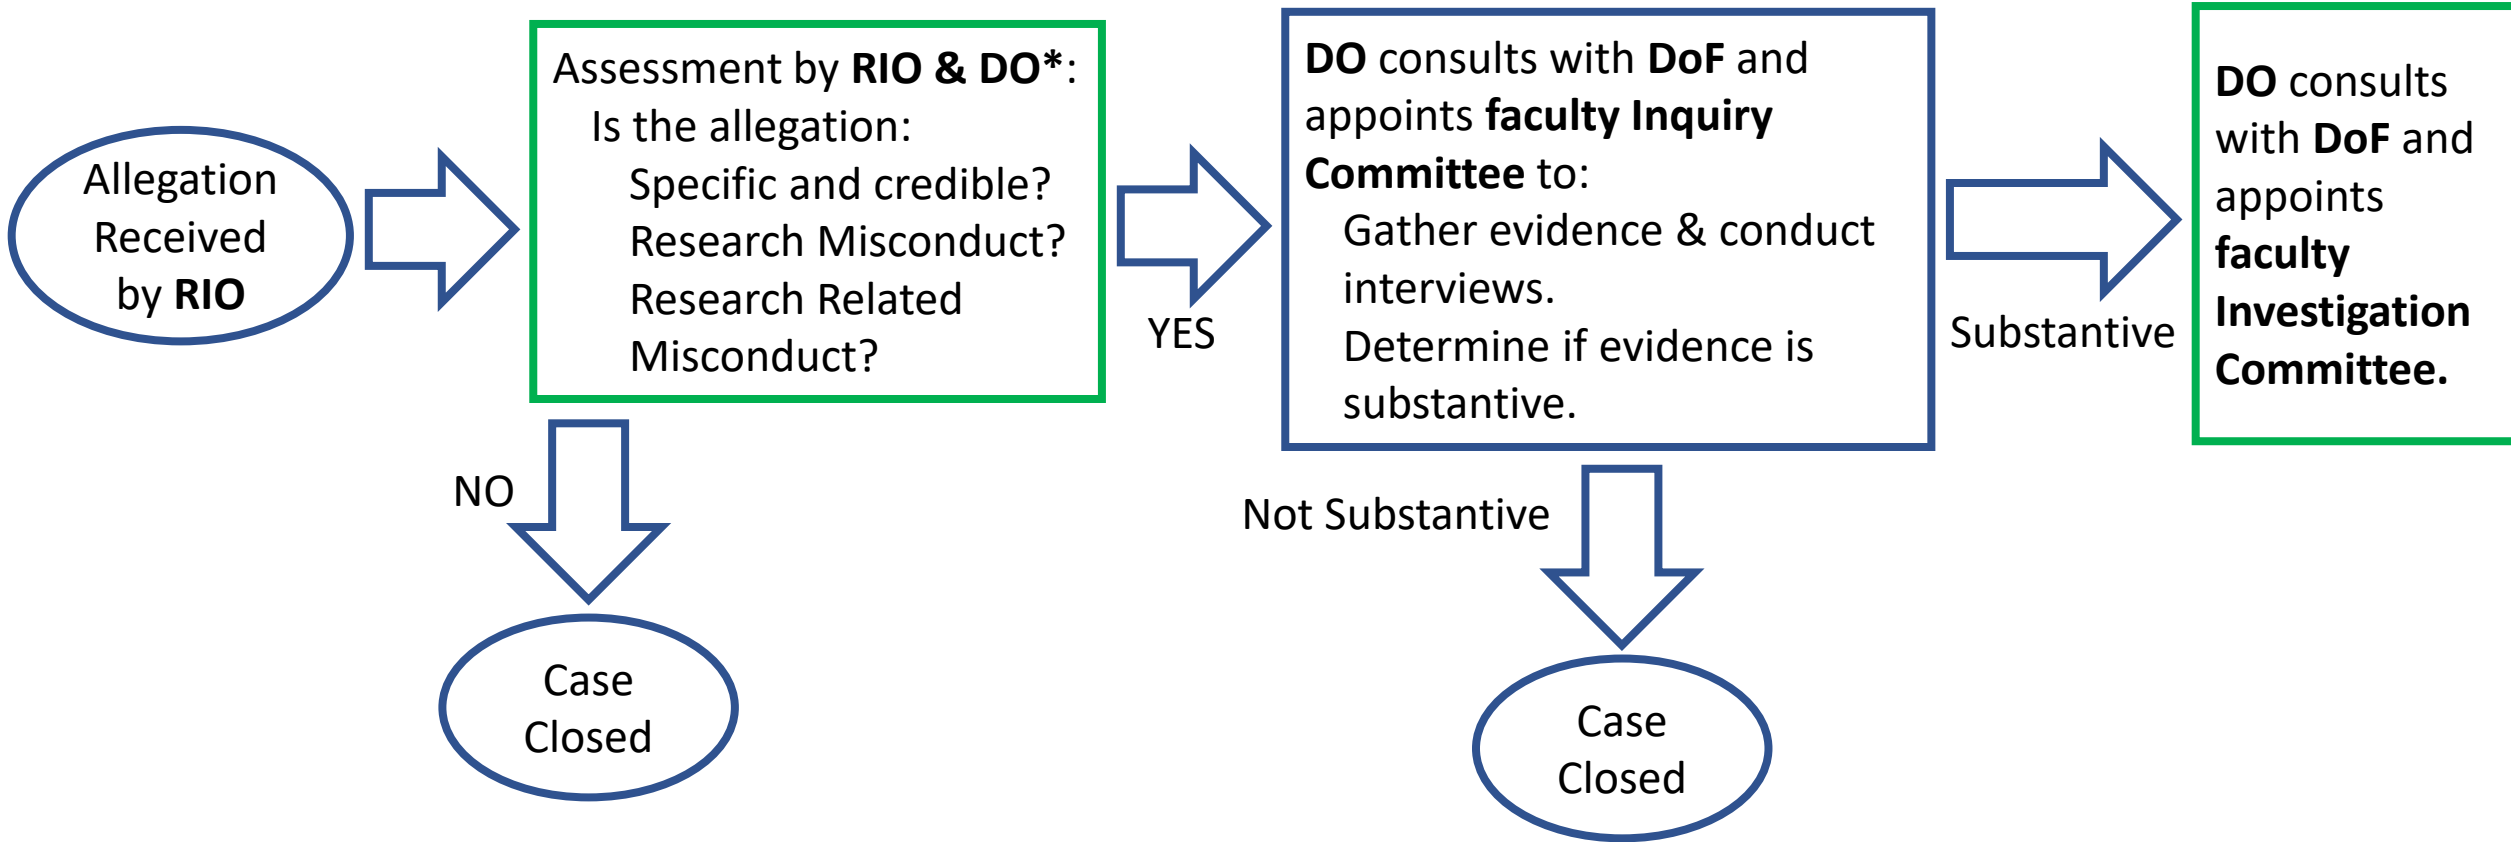 Allegation
Received
by RIO
Assessment by RIO & DO*:
Is the allegation:
Specific and credible?
Research Misconduct?
Research Related
Misconduct?
YES
NO
Case
Closed
DO consults with DoF and
appoints faculty Inquiry
Committee to:
Gather evidence & conduct
interviews.
Determine if evidence is
substantive.
Substantive
Not Substantive
Case
Closed
DO consults
with DoF and
appoints
faculty
Investigation
Committee.